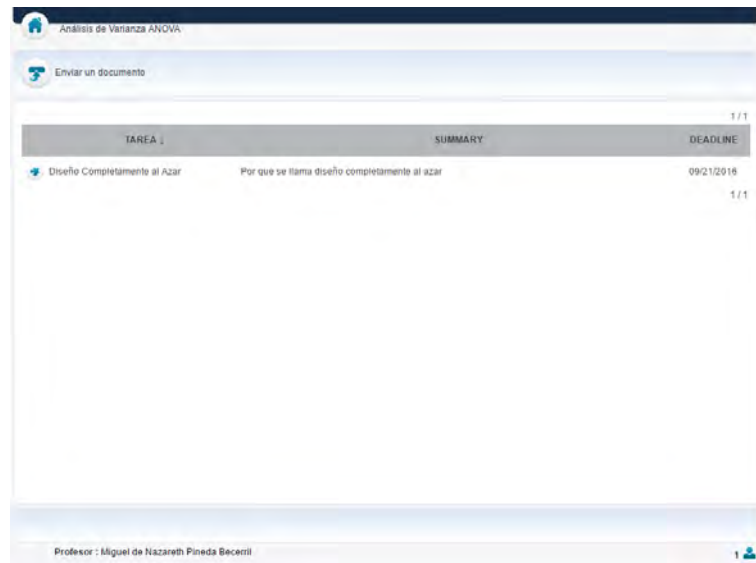 Análisis de Varianza ANOVA
Enviar un documento
1 / 1
TAREA ↓ SUMMARY DEADLINE
Diseño Completamente al Azar Por que se llama diseño completamente al azar 09/21/2016
1 / 1
Profesor : Miguel de Nazareth Pineda Becerril 1